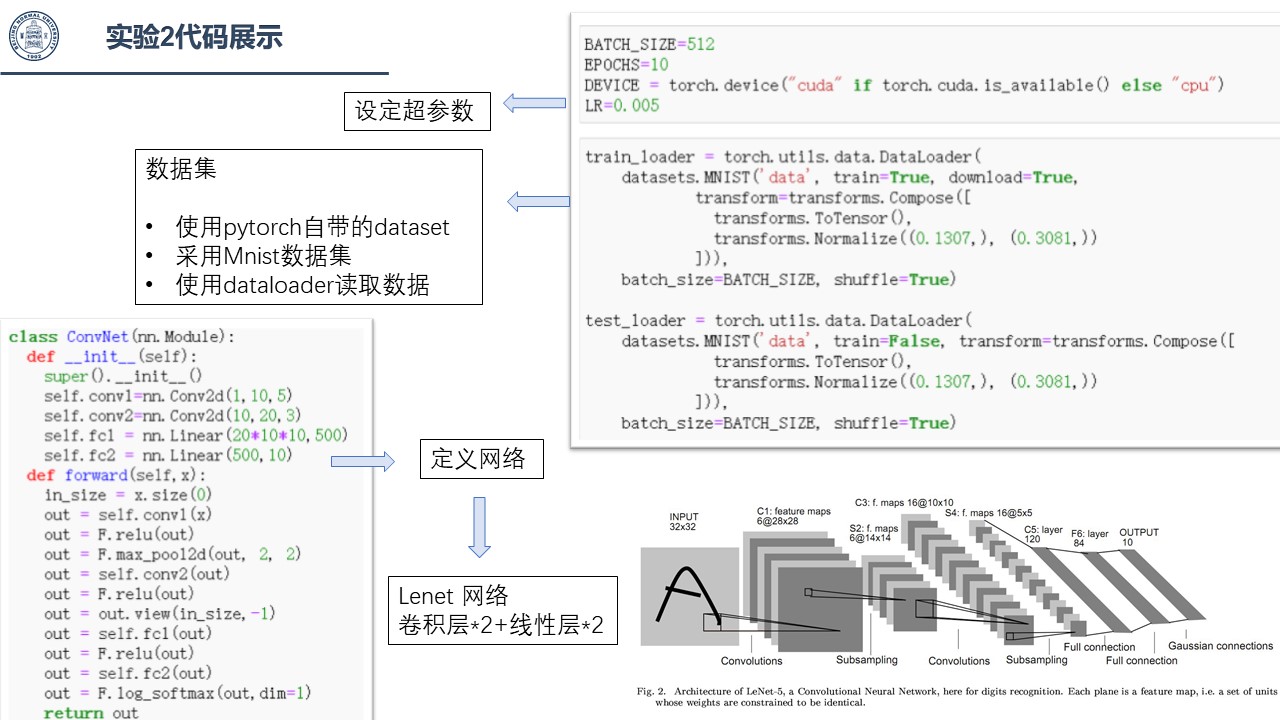 实验2代码展示
BATCH_SIZE=512
EPOCHS=10
DEVICE = torch.device("cuda" if torch.cuda.is_available() else "cpu")
LR=0.005
设定超参数
train_loader = torch.utils.data.DataLoader(
datasets.MNIST('data', train=True, download=True,
transform=transforms.Compose([
transforms.ToTensor(),
transforms.Normalize((0.1307,), (0.3081,))
])),
batch_size=BATCH_SIZE, shuffle=True)
test_loader = torch.utils.data.DataLoader(
datasets.MNIST('data', train=False, transform=transforms.Compose([
transforms.ToTensor(),
transforms.Normalize((0.1307,), (0.3081,))
])),
batch_size=BATCH_SIZE, shuffle=True)
数据集
• 使用pytorch自带的dataset
• 采用Mnist数据集
• 使用dataloader读取数据
class ConvNet(nn.Module):
def __init__(self):
super().__init__()
self.conv1=nn.Conv2d(1,10,5)
self.conv2=nn.Conv2d(10,20,3)
self.fc1 = nn.Linear(20*10*10,500)
self.fc2 = nn.Linear(500,10)
def forward(self,x):
in_size = x.size(0)
out = self.conv1(x)
out = F.relu(out)
out = F.max_pool2d(out, 2, 2)
out = self.conv2(out)
out = F.relu(out)
out = out.view(in_size,-1)
out = self.fc1(out)
out = F.relu(out)
out = self.fc2(out)
out = F.log_softmax(out,dim=1)
return out
定义网络
Lenet 网络
卷积层*2+线性层*2
INPUT
32x32
C1: feature maps
6@28x28
S2: f. maps
6@14x14
C3: f. maps 16@10x10
S4: f. maps 16@5x5
C5: layer
120
F6: layer
84
OUTPUT
10
Convolutions
Subsampling
Convolutions
Subsampling
Full connection
Full connection
Gaussian connections
Fig. 2. Architecture of LeNet-5, a Convolutional Neural Network, here for digits recognition. Each plane is a feature map, i.e. a set of units
whose weights are constrained to be identical.